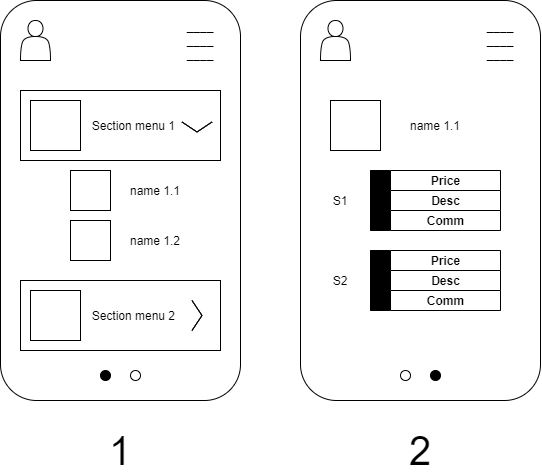 Section menu 1
name 1.1
name 1.2
Section menu 2
1
name 1.1
S1
Price
Desc
Comm
S2
Price
Desc
Comm
2